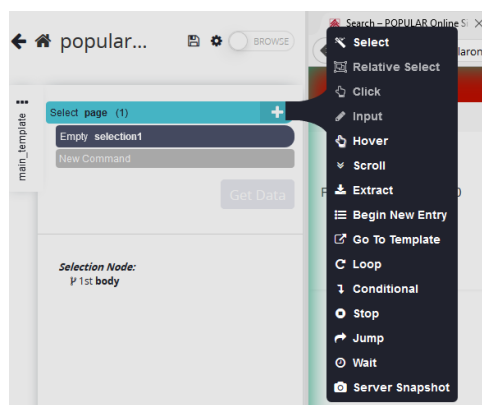 popular...
BROWSE
Search – POPULAR Online Si
laron
main_template
Select page (1)
Empty selection1
New Command
Get Data
Selection Node:
1st body
Select
Relative Select
Click
Input
Hover
Scroll
Extract
Begin New Entry
Go To Template
Loop
Conditional
Stop
Jump
Wait
Server Snapshot